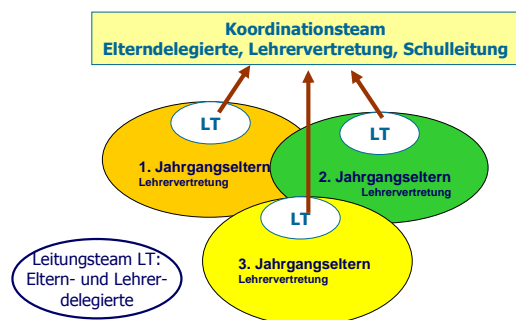 Koordinationsteam
Elterndelegierte, Lehrervertretung, Schulleitung
LT
LT
1. Jahrgangseltern
Lehrervertretung
2. Jahrgangseltern
Lehrervertretung
LT
3. Jahrgangseltern
Lehrervertretung
Leitungsteam LT:
Eltern- und Lehrer-
delegierte